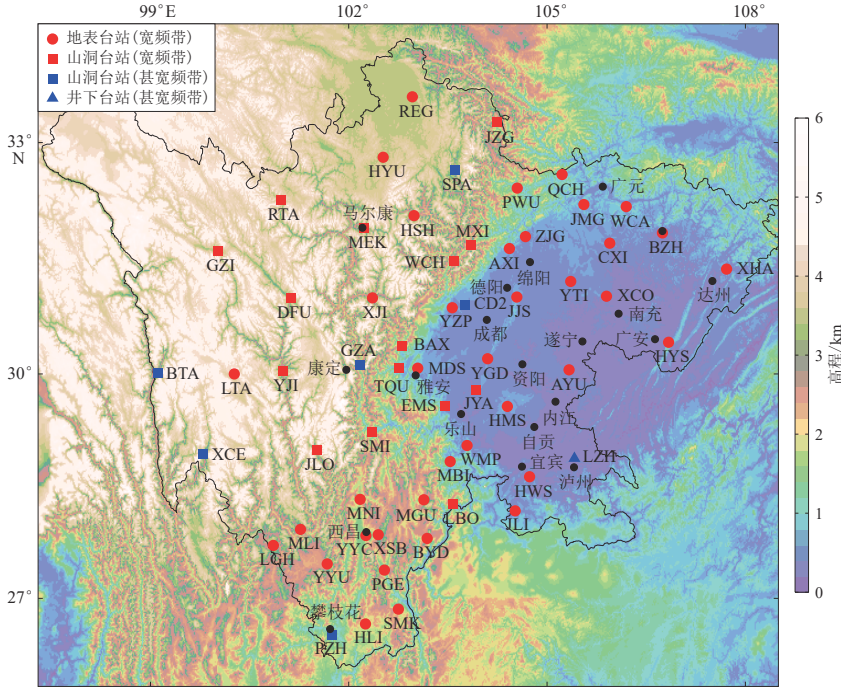 99°E
102°
105°
108°
地表台站(宽频带)
山洞台站(宽频带)
山洞台站(甚宽频带)
井下台站(甚宽频带)
REG
JZG
33°
N
HYU
SPA
PWU
QCH
广元
RTA
马尔康
MEK
HSH
MXI
ZJG
JMG
WCA
BZH
GZI
WCH
AXI
绵阳
CXI
XHA
达州
DFU
XJI
德阳
CD2
YZP
JJS
成都
YTI
XCO
南充
GZA
BAX
遂宁
广安
HYS
BTA
LTA
YJI
康定
TQU
MDS
雅安
YGD
资阳
AYU
30°
EMS
JYA
HMS
内江
乐山
自贡
XCE
JLO
SMI
WMP
MBI
宜宾
LZH
泸州
HWS
MNI
MGU
LBO
JLI
西昌
MLI
YYC
XSB
BYD
LGH
YYU
PGE
27°
攀枝花
SMK
HLI
PZH
6
5
4
3
2
1
0
高程/km